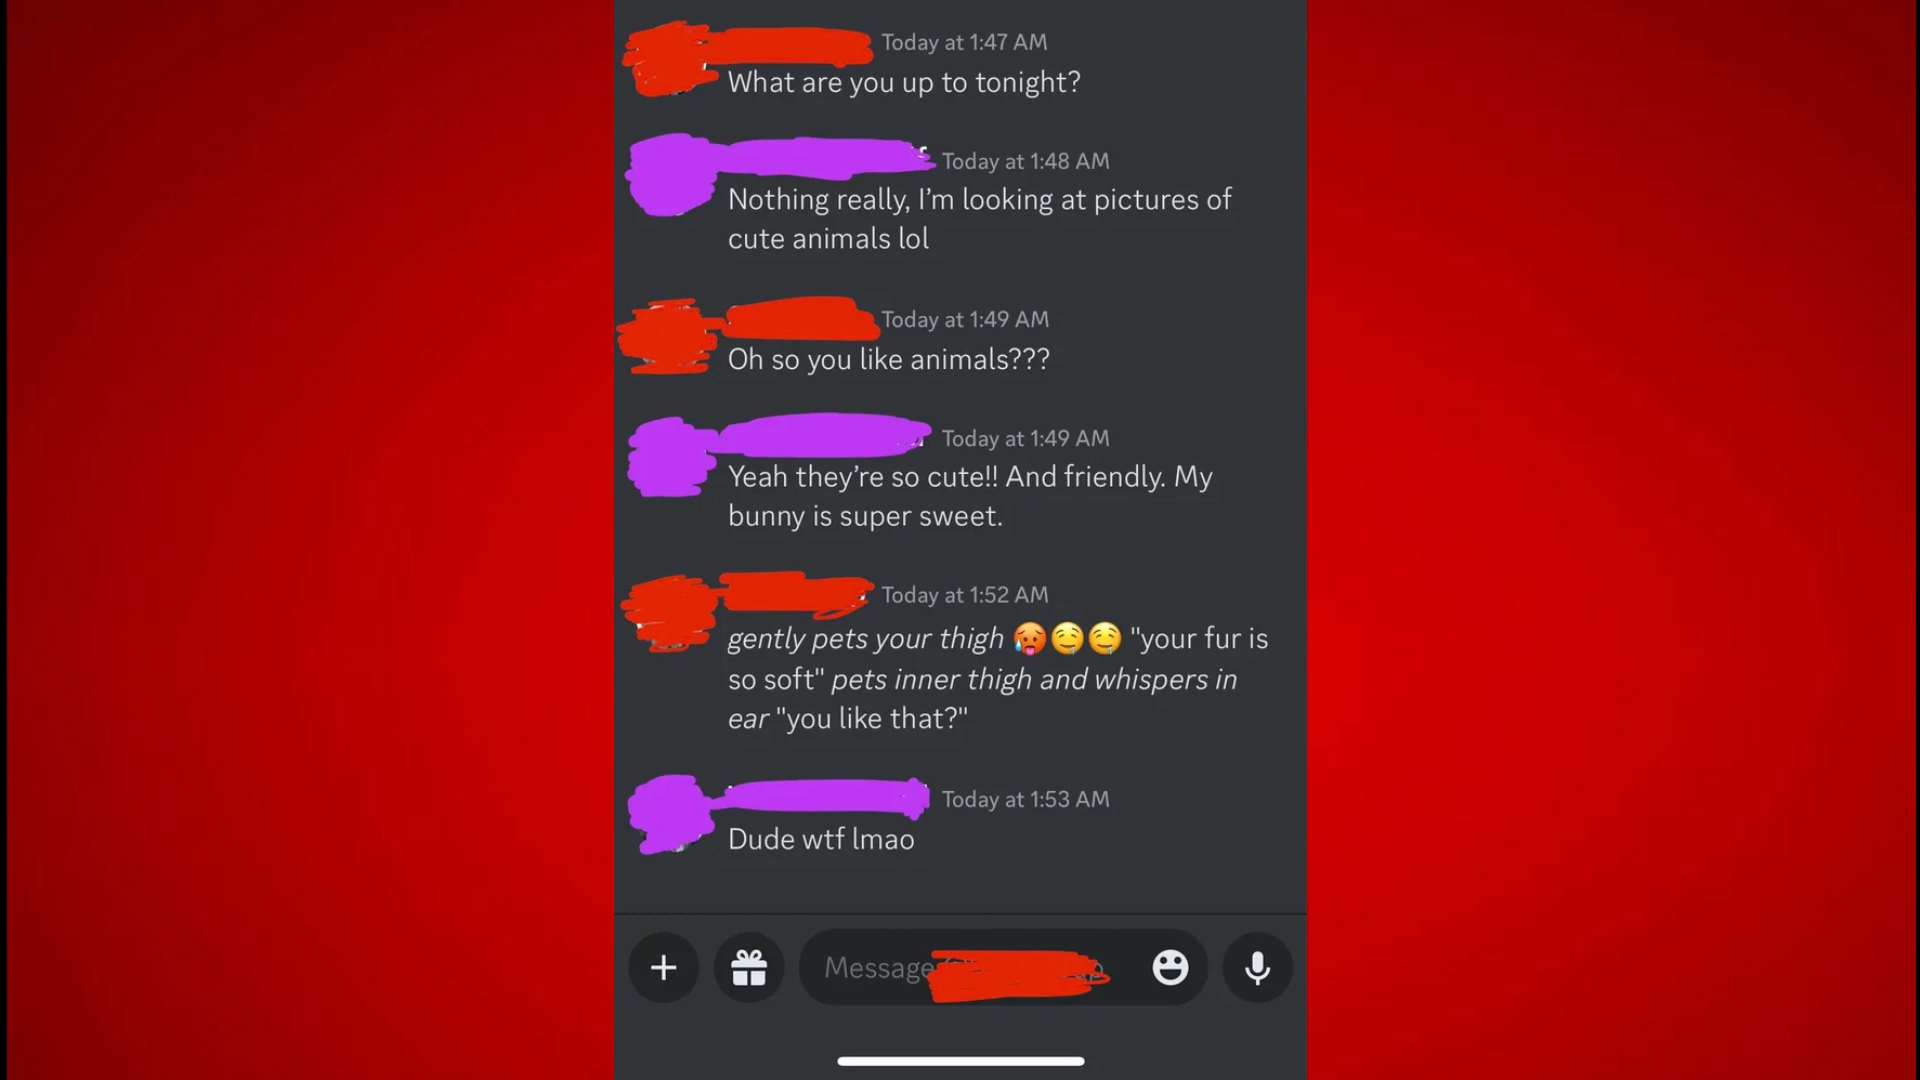 Today at 1:47 AM
What are you up to tonight?
Today at 1:48 AM
Nothing really, I’m looking at pictures of
cute animals lol
Today at 1:49 AM
Oh so you like animals???
Today at 1:49 AM
Yeah they’re so cute!! And friendly. My
bunny is super sweet.
Today at 1:52 AM
gently pets your thigh 🥵🤤🤤 "your fur is
so soft" pets inner thigh and whispers in
ear "you like that?"
Today at 1:53 AM
Dude wtf lmao
Message